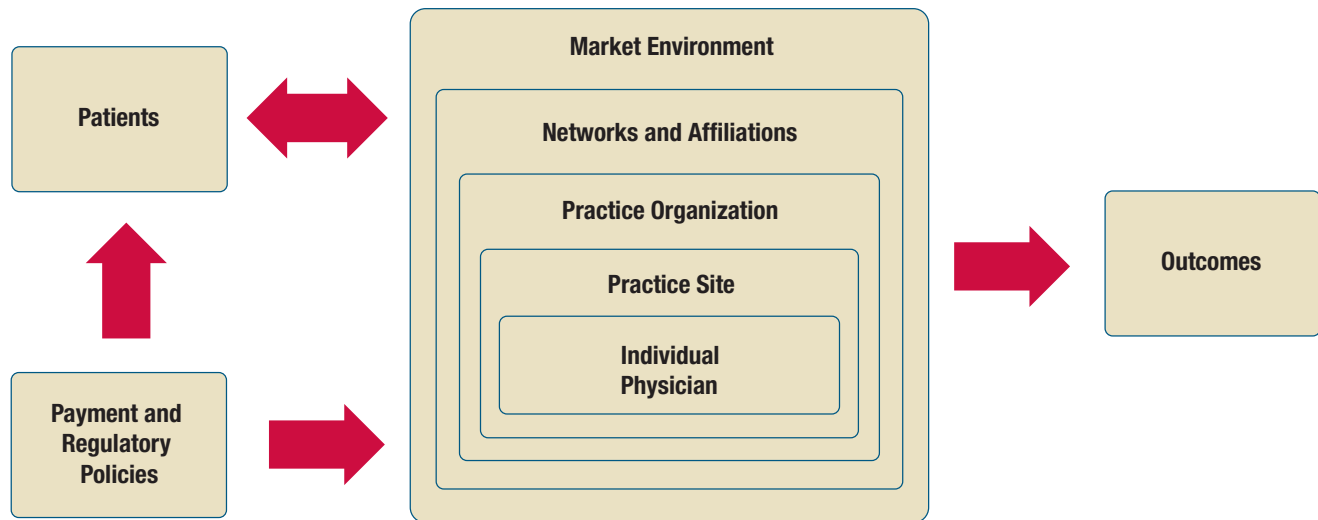 Patients
Payment and
Regulatory
Policies
Market Environment
Networks and Affiliations
Practice Organization
Practice Site
Individual
Physician
Outcomes